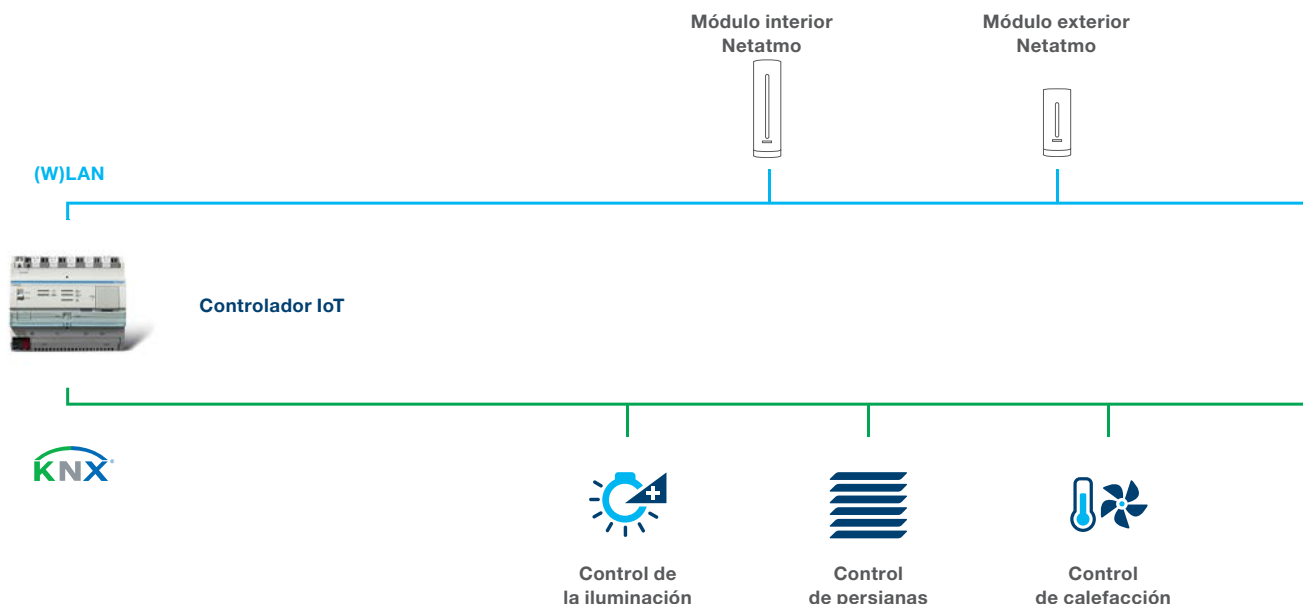 Módulo interior
Netatmo
Módulo exterior
Netatmo
(W)LAN
Controlador IoT
KNX®
Control de
la iluminación
Control
de persianas
Control
de calefacción